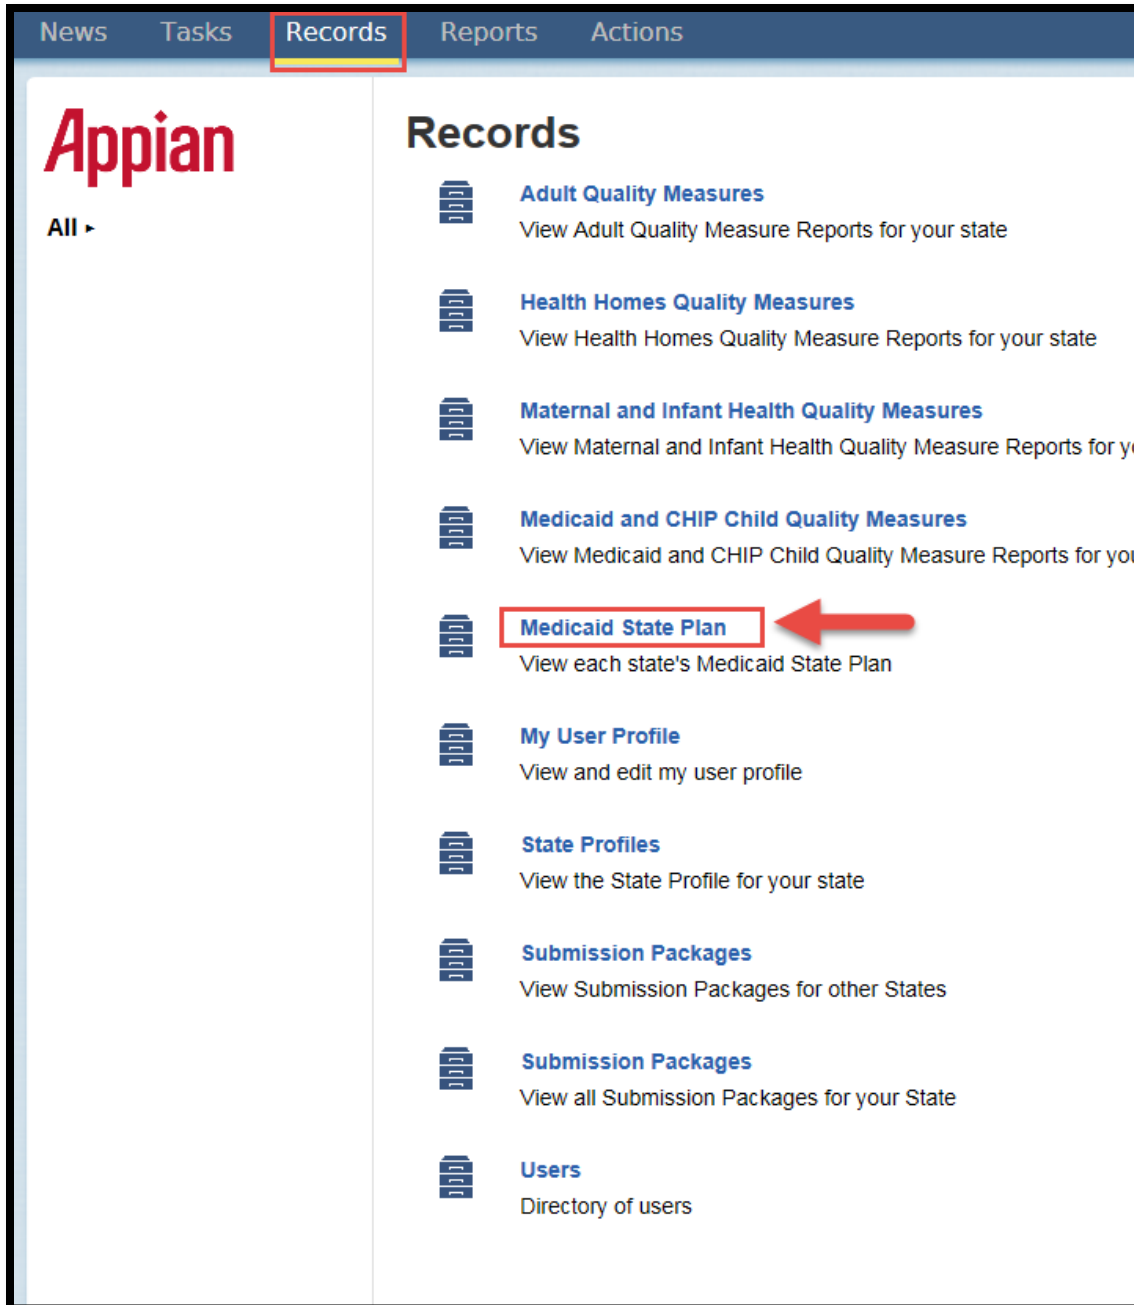 News Tasks Records Reports Actions
Appian
All
Records
Adult Quality Measures
View Adult Quality Measure Reports for your state
Health Homes Quality Measures
View Health Homes Quality Measure Reports for your state
Maternal and Infant Health Quality Measures
View Maternal and Infant Health Quality Measure Reports for
Medicaid and CHIP Child Quality Measures
View Medicaid and CHIP Child Quality Measure Reports for
Medicaid State Plan
View each state's Medicaid State Plan
My User Profile
View and edit my user profile
State Profiles
View the State Profile for your state
Submission Packages
View Submission Packages for other States
Submission Packages
View all Submission Packages for your State
Users
Directory of users